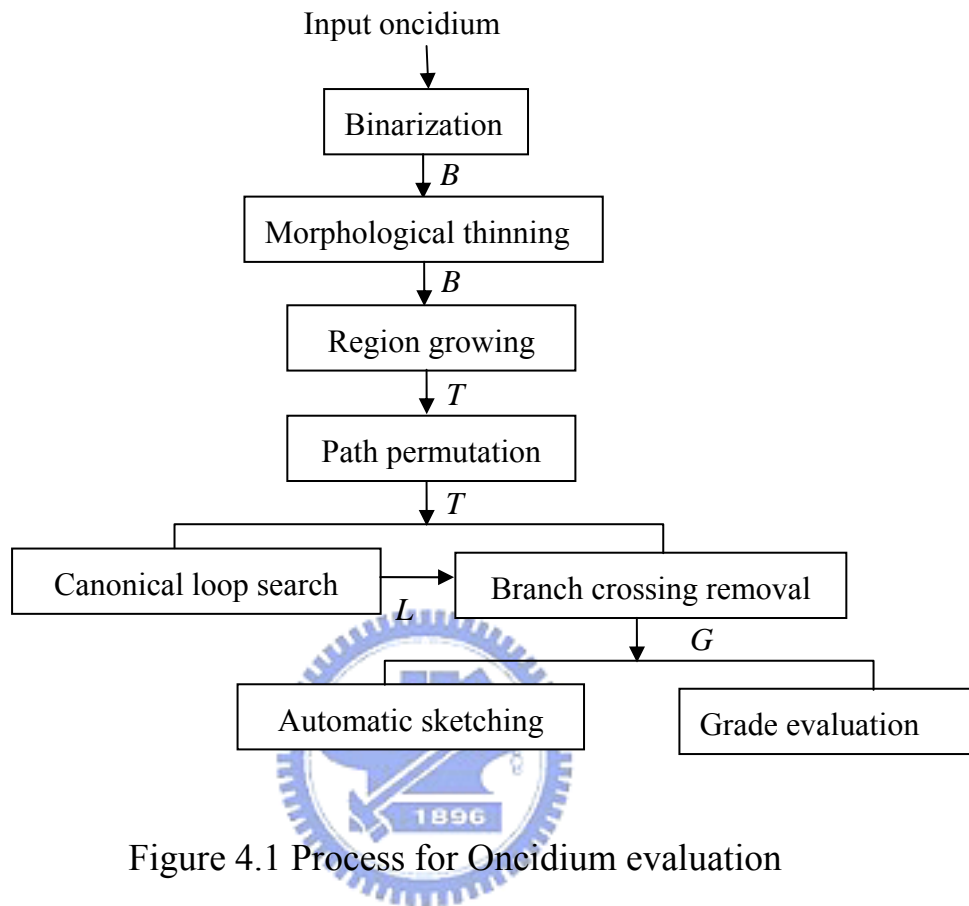 Input oncidium
Binarization
B
Morphological thinning
B
Region growing
T
Path permutation
T
Canonical loop search
L
Branch crossing removal
G
Automatic sketching
Grade evaluation
1896
Figure 4.1 Process for Oncidium evaluation